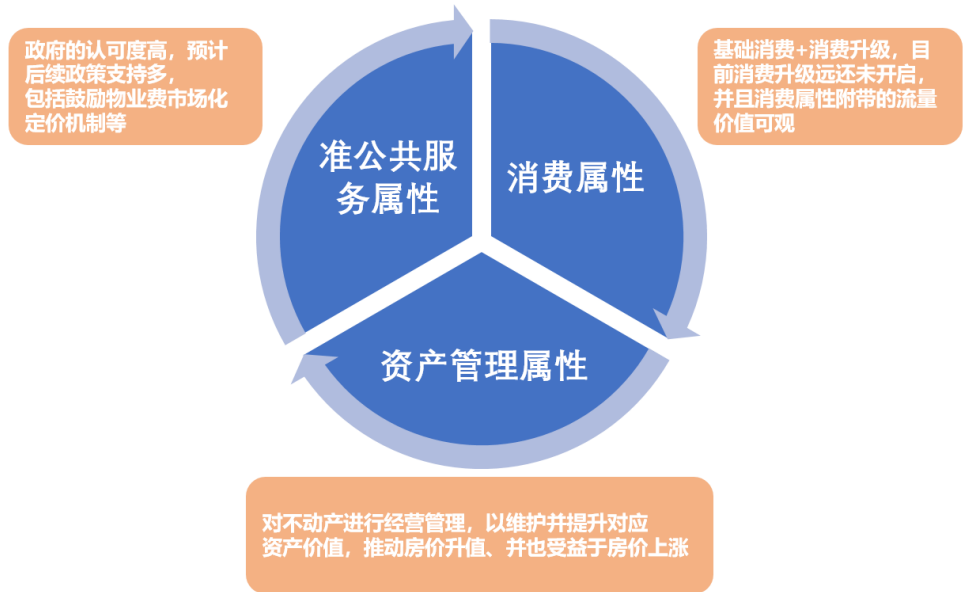 政府的认可度高，预计
后续政策支持多，
包括鼓励物业费市场化
定价机制等
基础消费+消费升级，目
前消费升级远还未开启，
并且消费属性附带的流量
价值可观
准公共服
务属性
消费属性
资产管理属性
对不动产进行经营管理，以维护并提升对应
资产价值，推动房价升值、并也受益于房价上涨